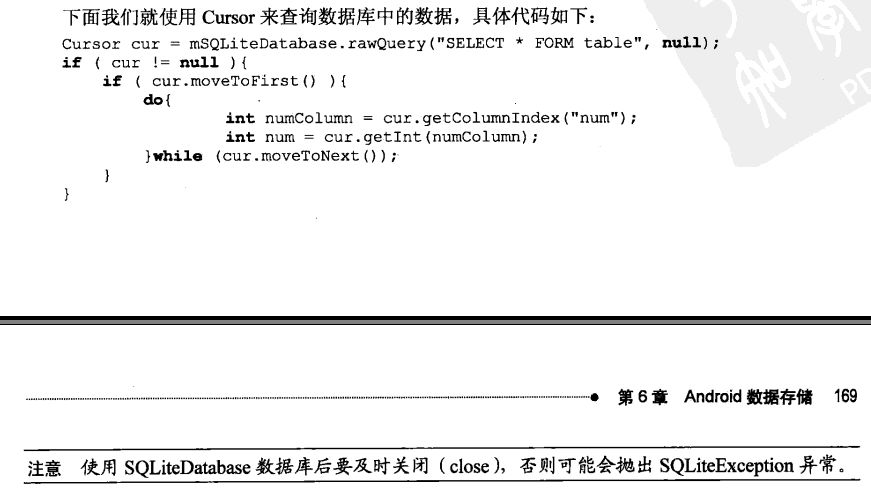 下面我们就使用 Cursor 来查询数据库中的数据，具体代码如下：
Cursor cur = mSQLiteDatabase.rawQuery("SELECT * FORM table", null);
if ( cur != null ){
if ( cur.moveToFirst() ){
do{
int numColumn = cur.getColumnIndex("num");
int num = cur.getInt(numColumn);
}while (cur.moveToNext());
}
}
第 6 章 Android 数据存储 169
注意 使用 SQLiteDatabase 数据库后要及时关闭（close），否则可能会抛出 SQLiteException 异常。